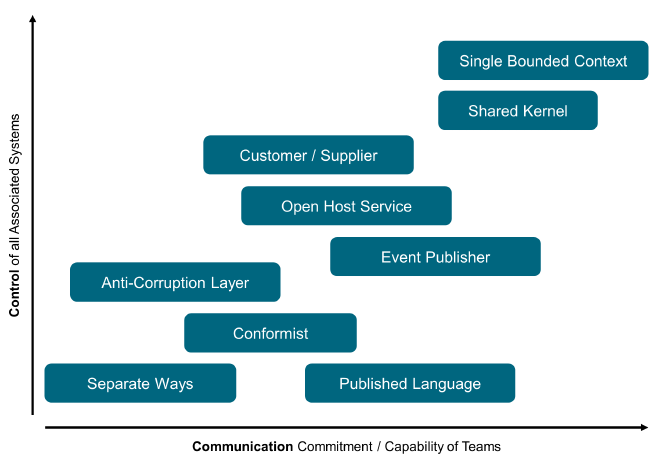 Single Bounded Context
Shared Kernel
Customer / Supplier
Open Host Service
Event Publisher
Anti-Corruption Layer
Conformist
Separate Ways
Published Language
Control of all Associated Systems
Communication Commitment / Capability of Teams